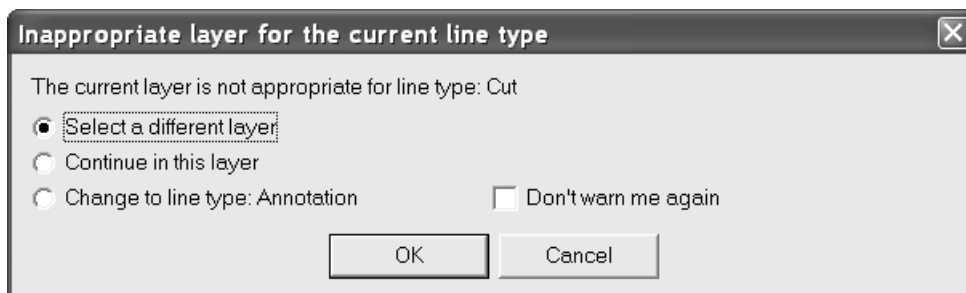 Inappropriate layer for the current line type
The current layer is not appropriate for line type: Cut
Select a different layer
Continue in this layer
Change to line type: Annotation Don't warn me again
OK Cancel